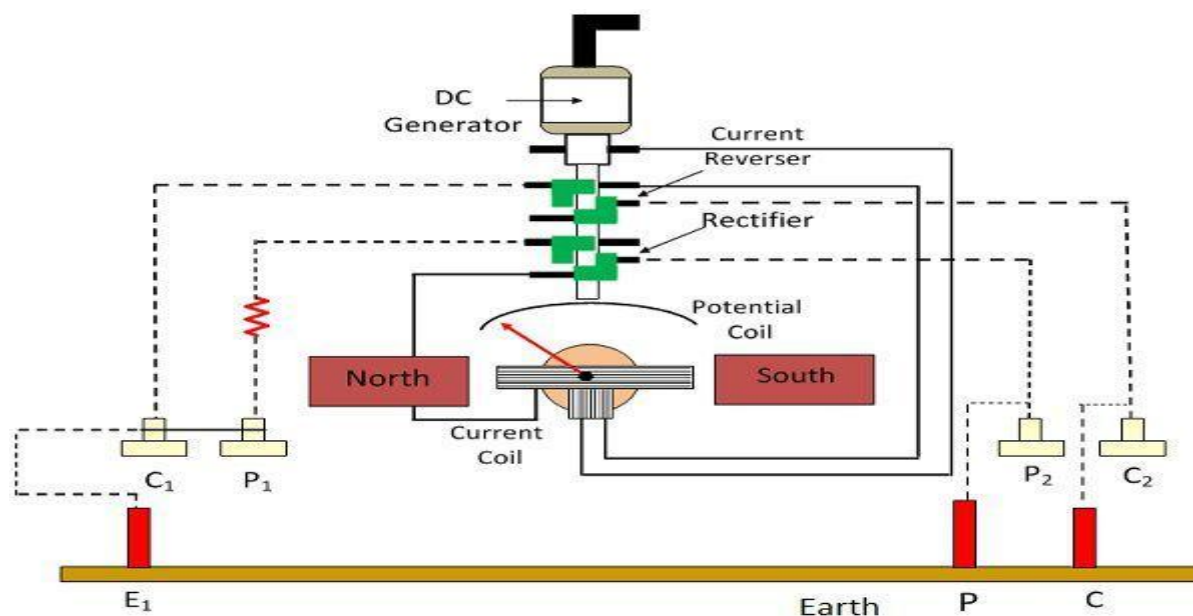 DC
Generator
Current
Reverser
Rectifier
Potential
Coil
North
South
Current
Coil
C₁
P₁
P₂
C₂
E₁
Earth
P
C